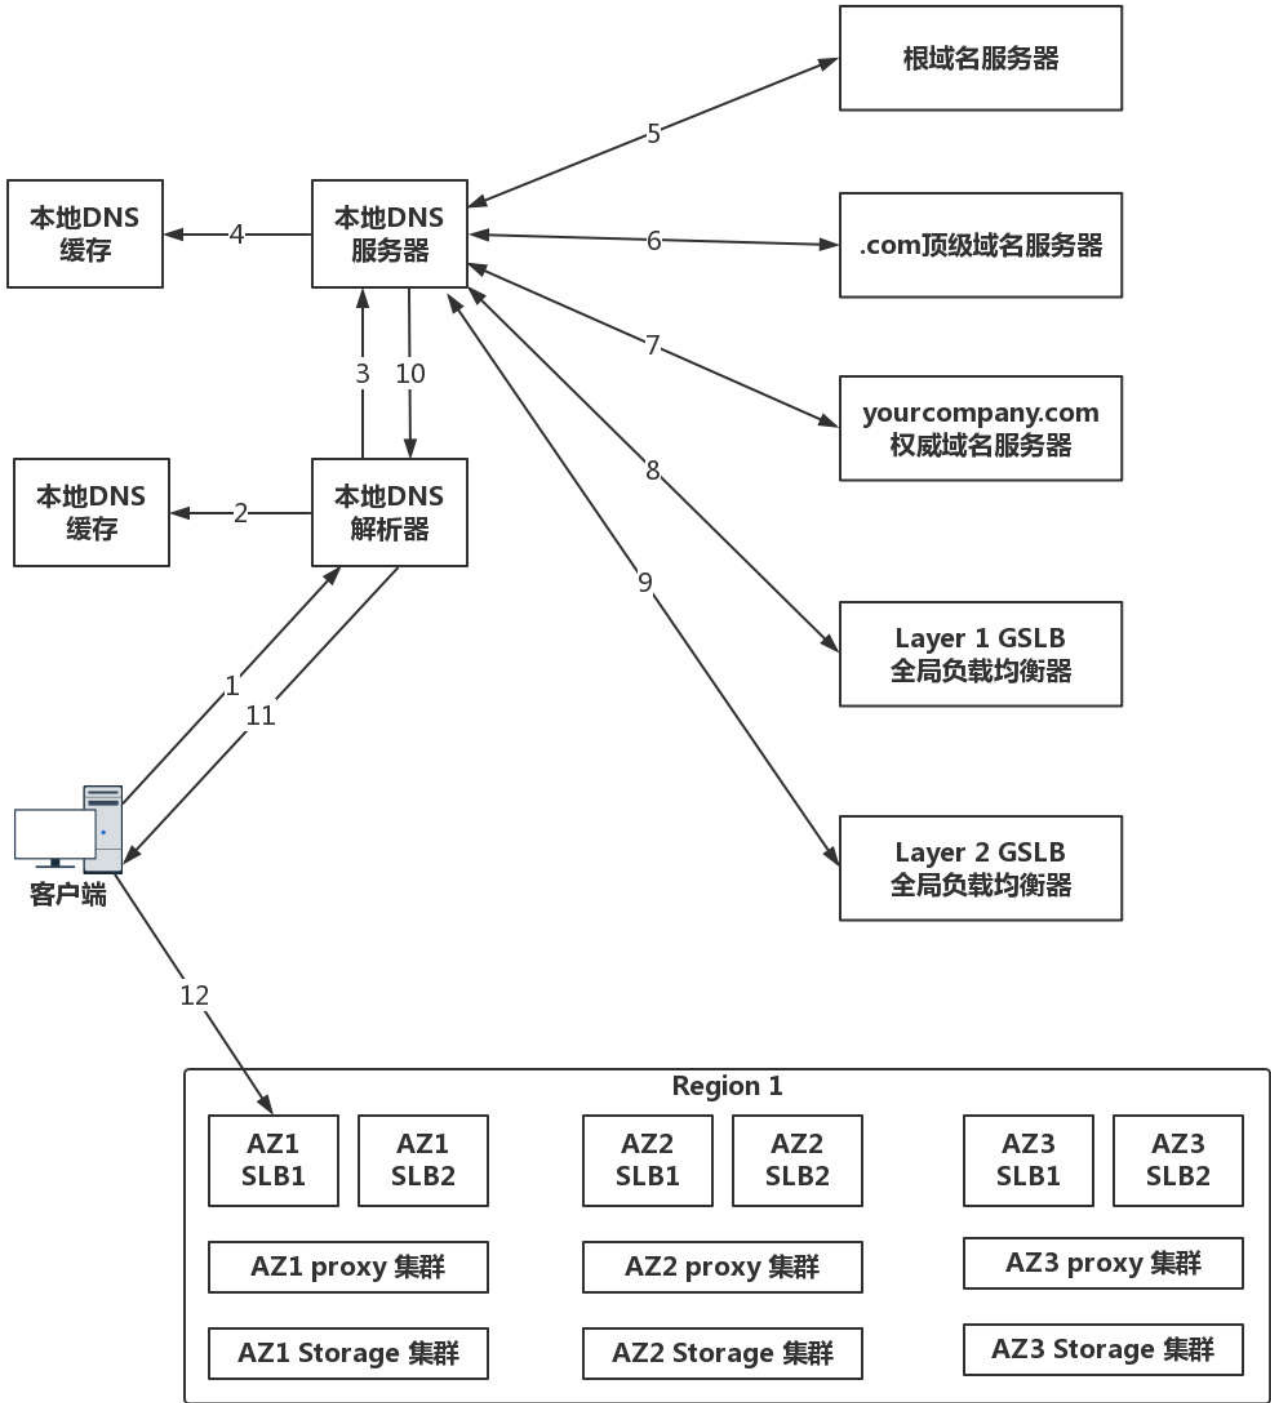 根域名服务器
5
本地DNS
缓存
4
本地DNS
服务器
6
.com顶级域名服务器
7
3
10
yourcompany.com
权威域名服务器
8
本地DNS
缓存
2
本地DNS
解析器
9
Layer 1 GSLB
全局负载均衡器
1
11
Layer 2 GSLB
全局负载均衡器
客户端
12
Region 1
AZ1
SLB1
AZ1
SLB2
AZ2
SLB1
AZ2
SLB2
AZ3
SLB1
AZ3
SLB2
AZ1 proxy 集群
AZ2 proxy 集群
AZ3 proxy 集群
AZ1 Storage 集群
AZ2 Storage 集群
AZ3 Storage 集群